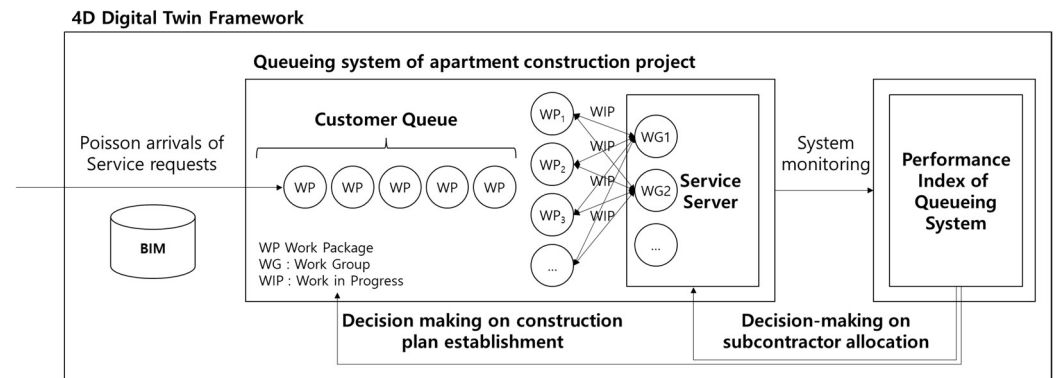 4D Digital Twin Framework
Queueing system of apartment construction project
Poisson arrivals of
Service requests
BIM
Customer Queue
WP
WP
WP
WP
WP
WP Work Package
WG : Work Group
WIP : Work in Progress
WP1
WP2
WP3
...
WIP
WIP
WIP
WIP
WG1
WG2
...
Service
Server
System
monitoring
Performance
Index of
Queueing
System
Decision making on construction
plan establishment
Decision-making on
subcontractor allocation